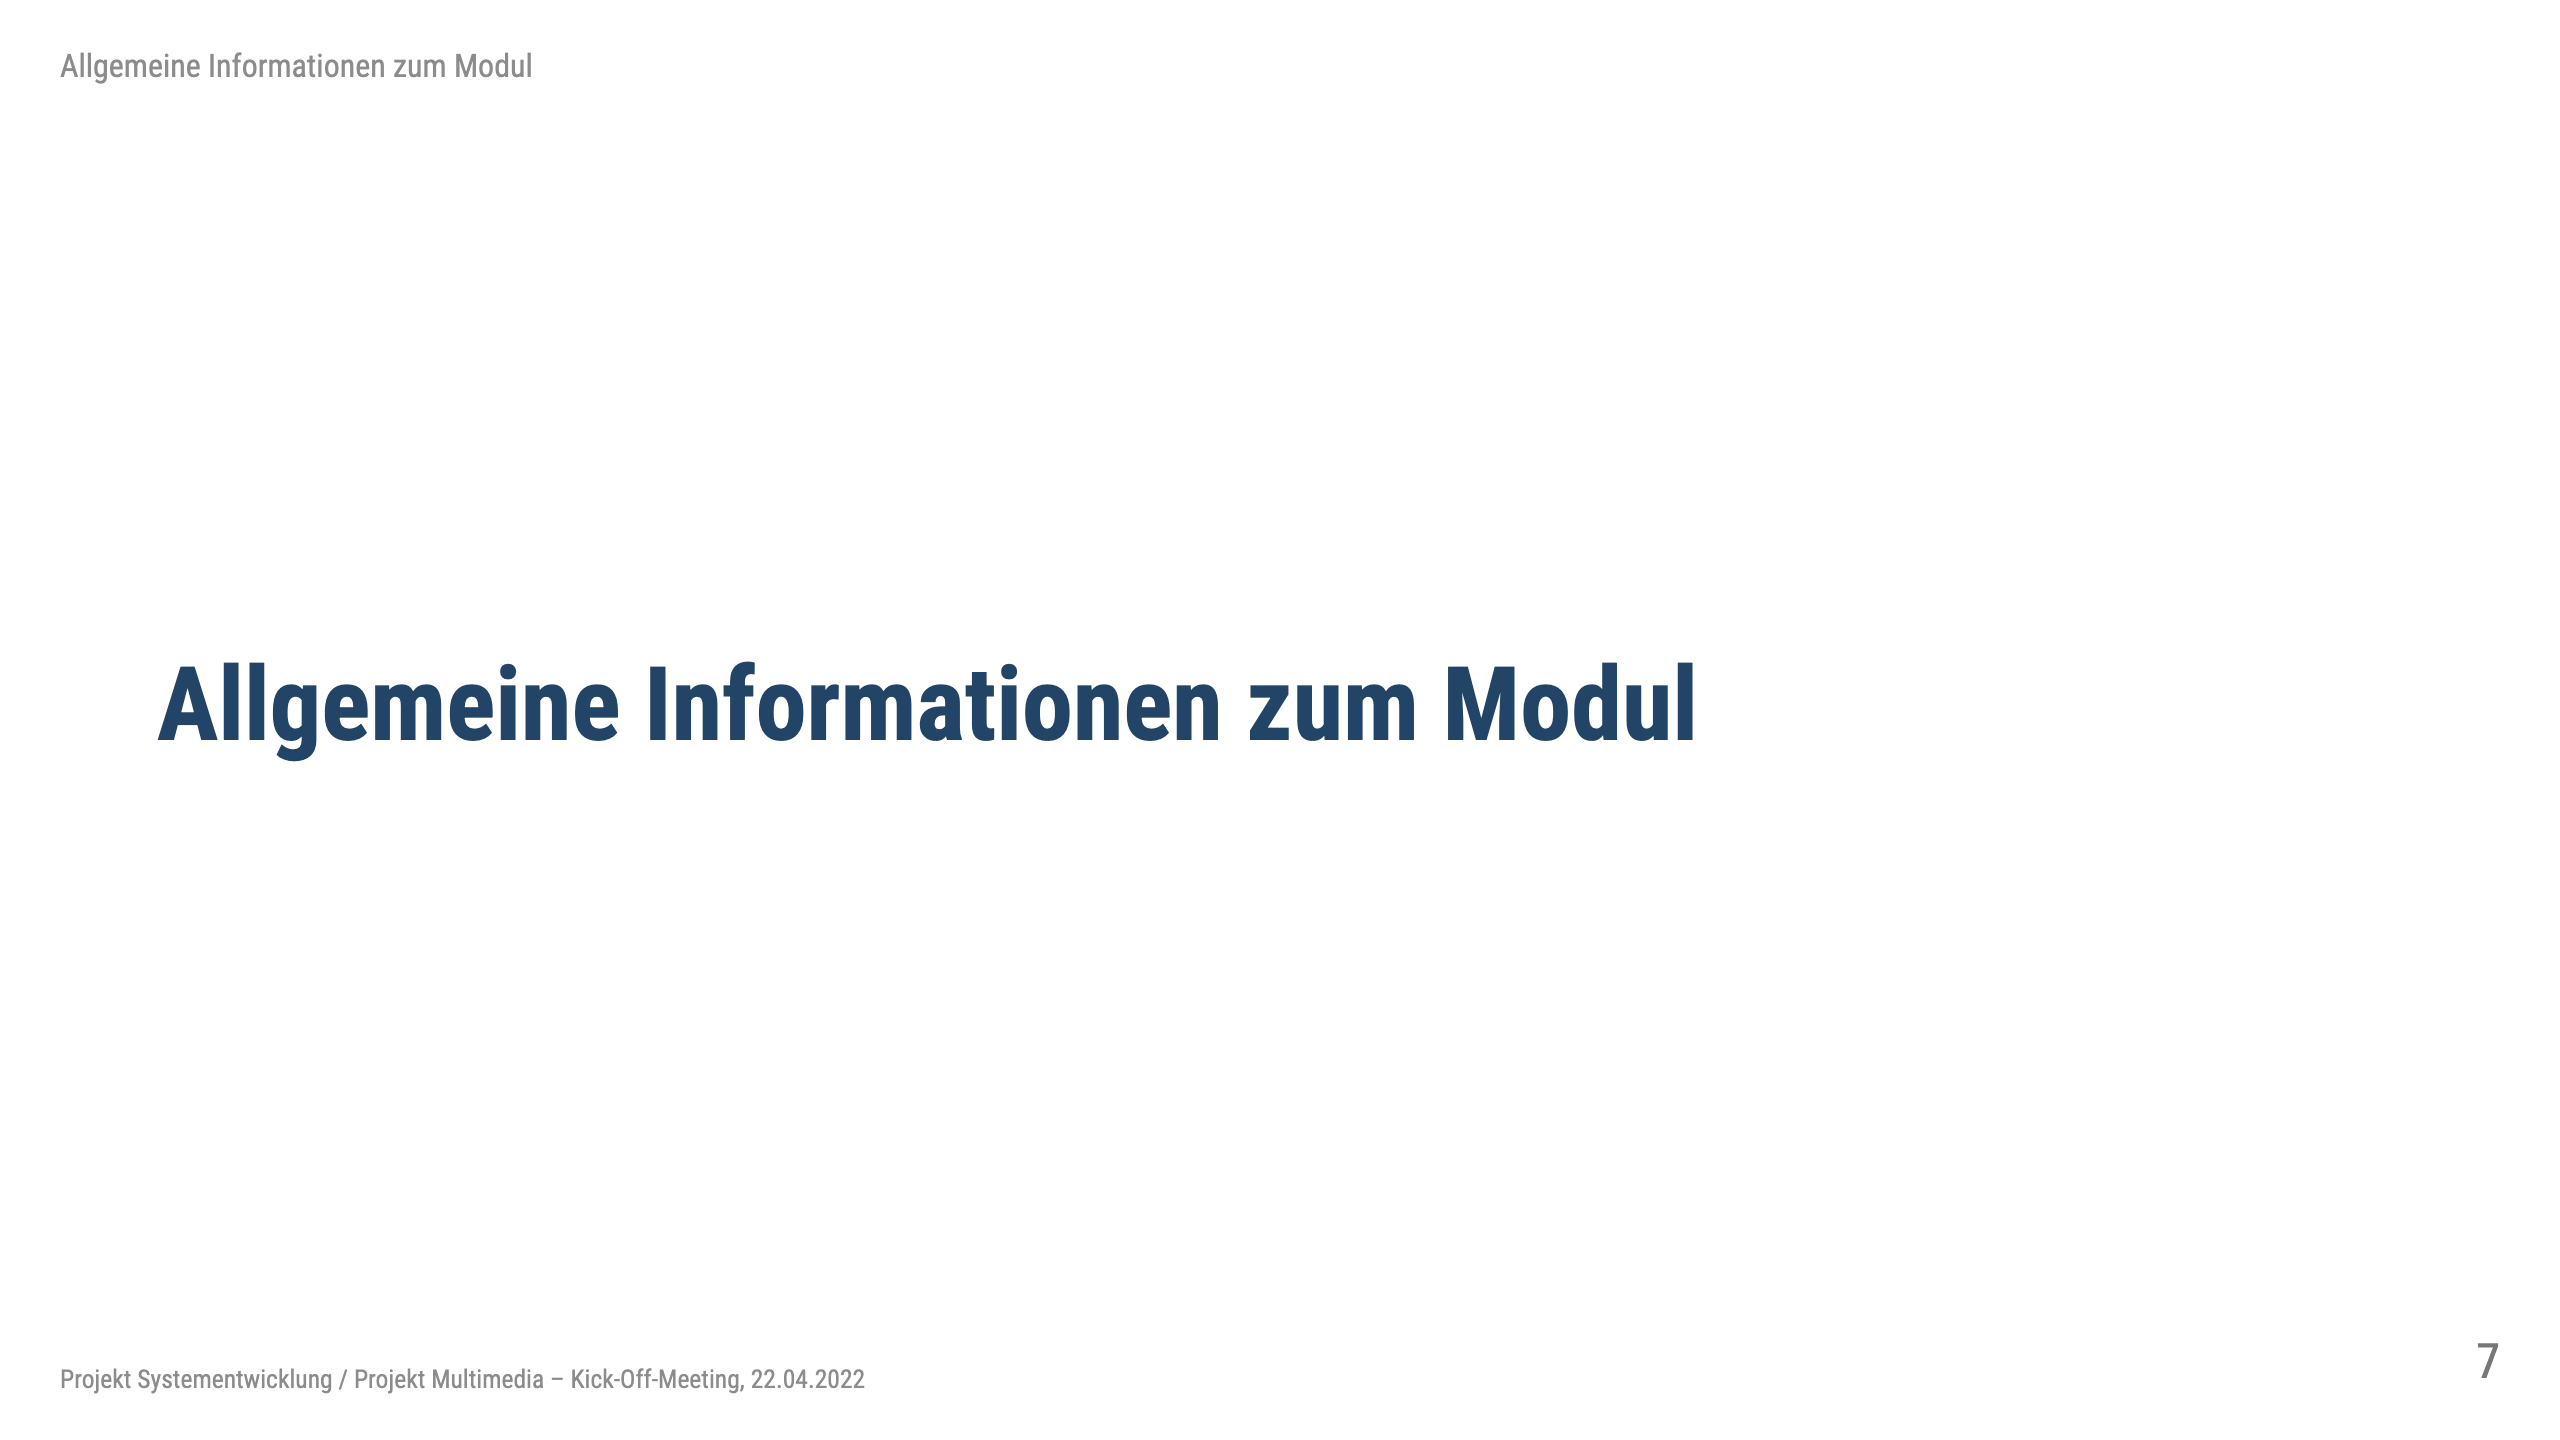 Allgemeine Informationen zum Modul
Allgemeine Informationen zum Modul
Projekt Systementwicklung / Projekt Multimedia – Kick-Off-Meeting, 22.04.2022
7